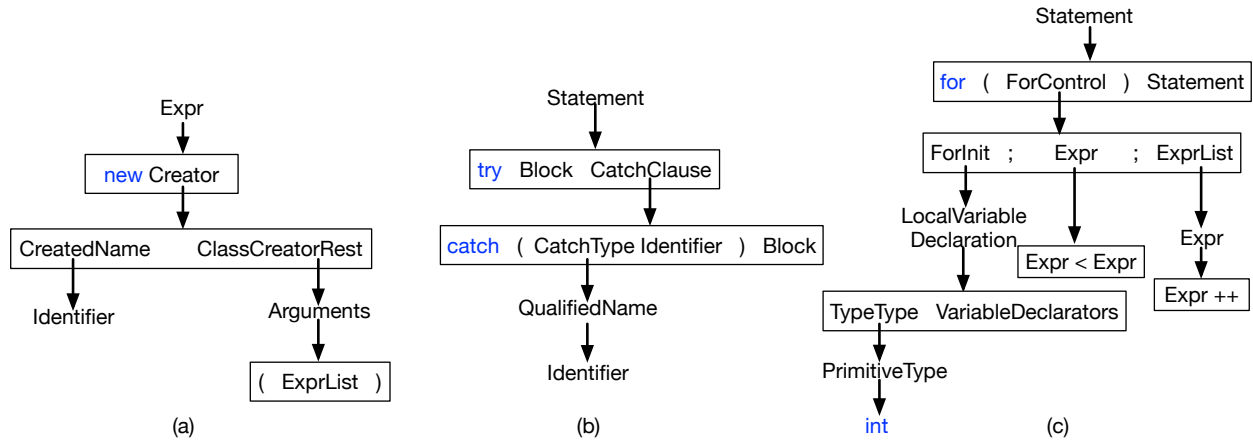 Expr
new Creator
CreatedName ClassCreatorRest
Identifier
Arguments
( ExprList )
(a)
Statement
try Block CatchClause
catch ( CatchType Identifier ) Block
QualifiedName
Identifier
(b)
Statement
for ( ForControl ) Statement
ForInit ; Expr ; ExprList
LocalVariable
Declaration
Expr < Expr
Expr
Expr ++
TypeType VariableDeclarators
PrimitiveType
int
(c)